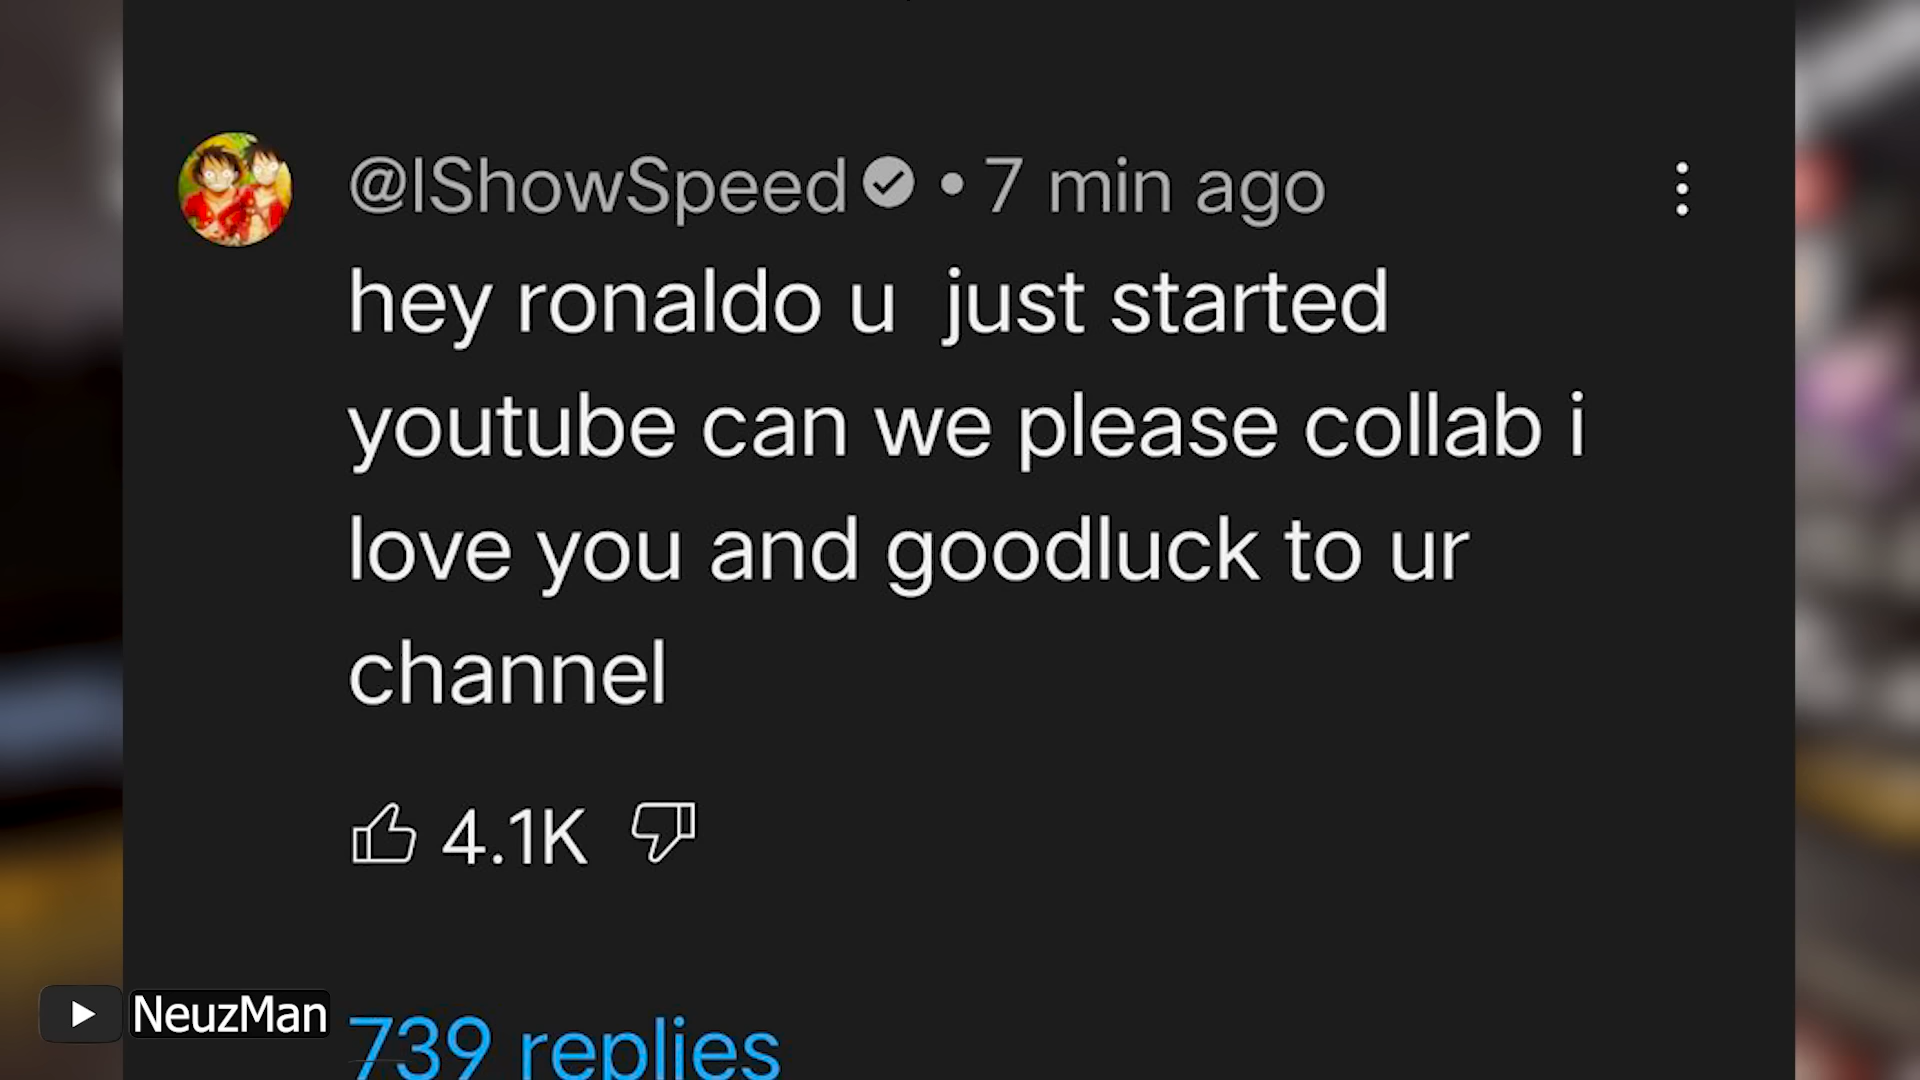 @IShowSpeed • 7 min ago
hey ronaldo u  just started
youtube can we please collab i
love you and goodluck to ur
channel
4.1K
739 replies
NeuzMan